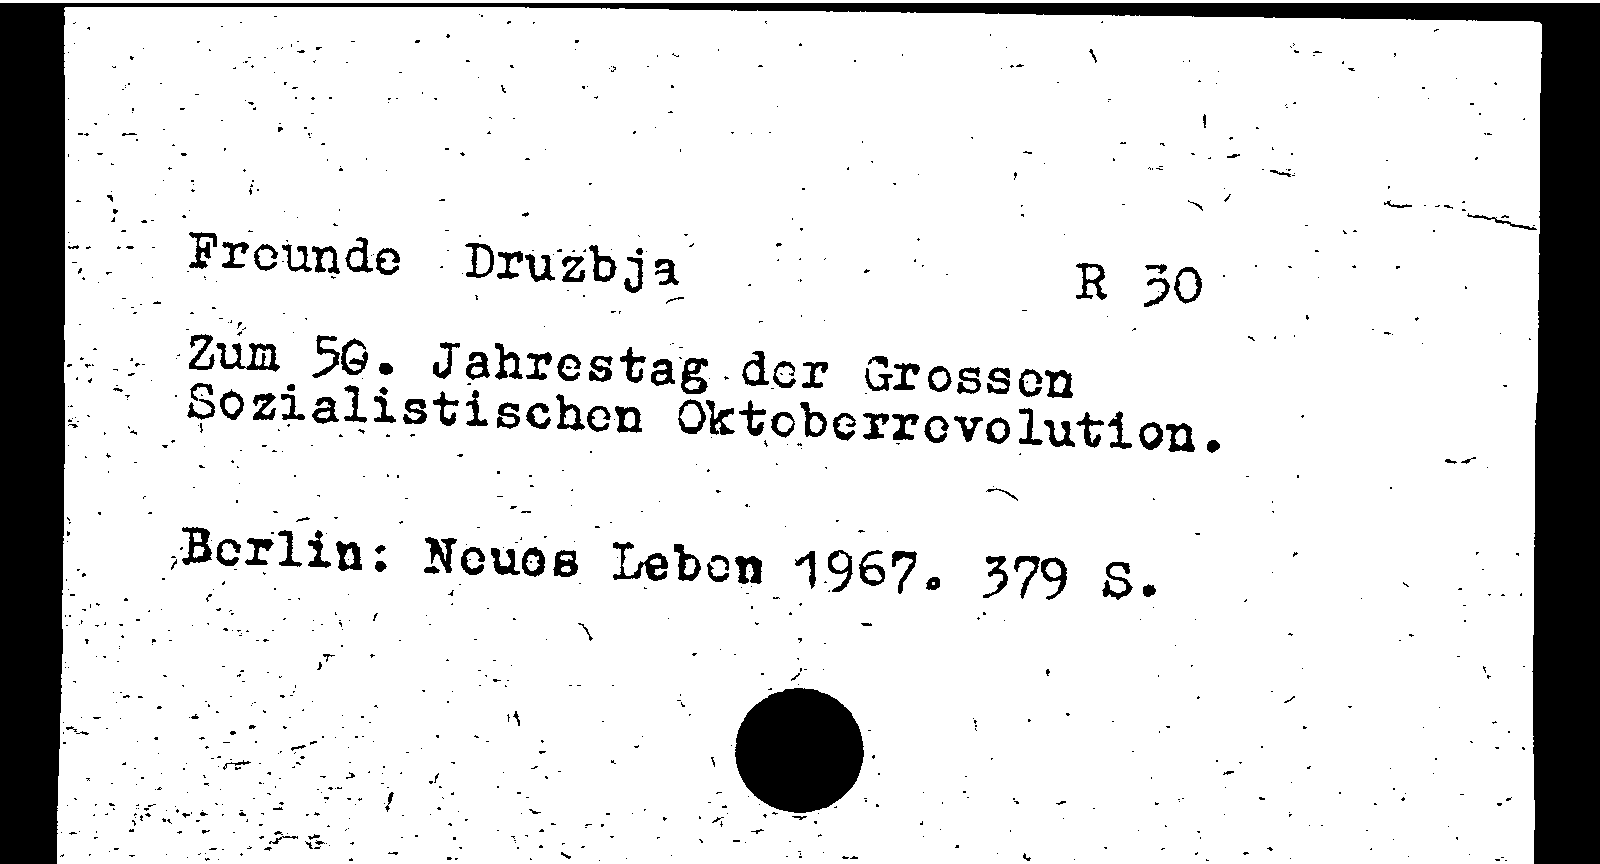 Freunde Druzbja R 30
Zum 50. Jahrestag der Grossen
Sozialistischen Oktoberrevolution.
Berlin: Neues Leben 1967. 379 S.